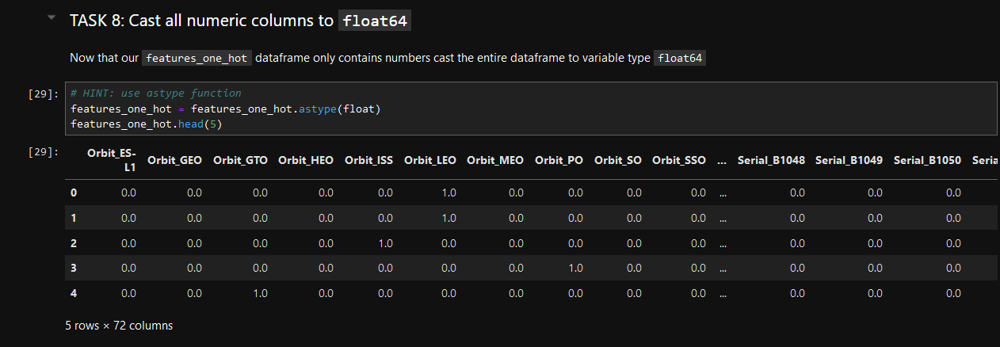 TASK 8: Cast all numeric columns to float64
Now that our features_one_hot dataframe only contains numbers cast the entire dataframe to variable type float64
[29]: # HINT: use astype function
features_one_hot = features_one_hot.astype(float)
features_one_hot.head(5)
[29]: Orbit_ES-L1 Orbit_GEO Orbit_GTO Orbit_HEO Orbit_ISS Orbit_LEO Orbit_MEO Orbit_PO Orbit_SO Orbit_SSO ... Serial_B1048 Serial_B1049 Serial_B1050 Seria
0 0.0 0.0 0.0 0.0 0.0 1.0 0.0 0.0 0.0 0.0 ... 0.0 0.0 0.0
1 0.0 0.0 0.0 0.0 0.0 1.0 0.0 0.0 0.0 0.0 ... 0.0 0.0 0.0
2 0.0 0.0 0.0 0.0 1.0 0.0 0.0 0.0 0.0 0.0 ... 0.0 0.0 0.0
3 0.0 0.0 0.0 0.0 0.0 0.0 0.0 1.0 0.0 0.0 ... 0.0 0.0 0.0
4 0.0 0.0 1.0 0.0 0.0 0.0 0.0 0.0 0.0 0.0 ... 0.0 0.0 0.0
5 rows × 72 columns